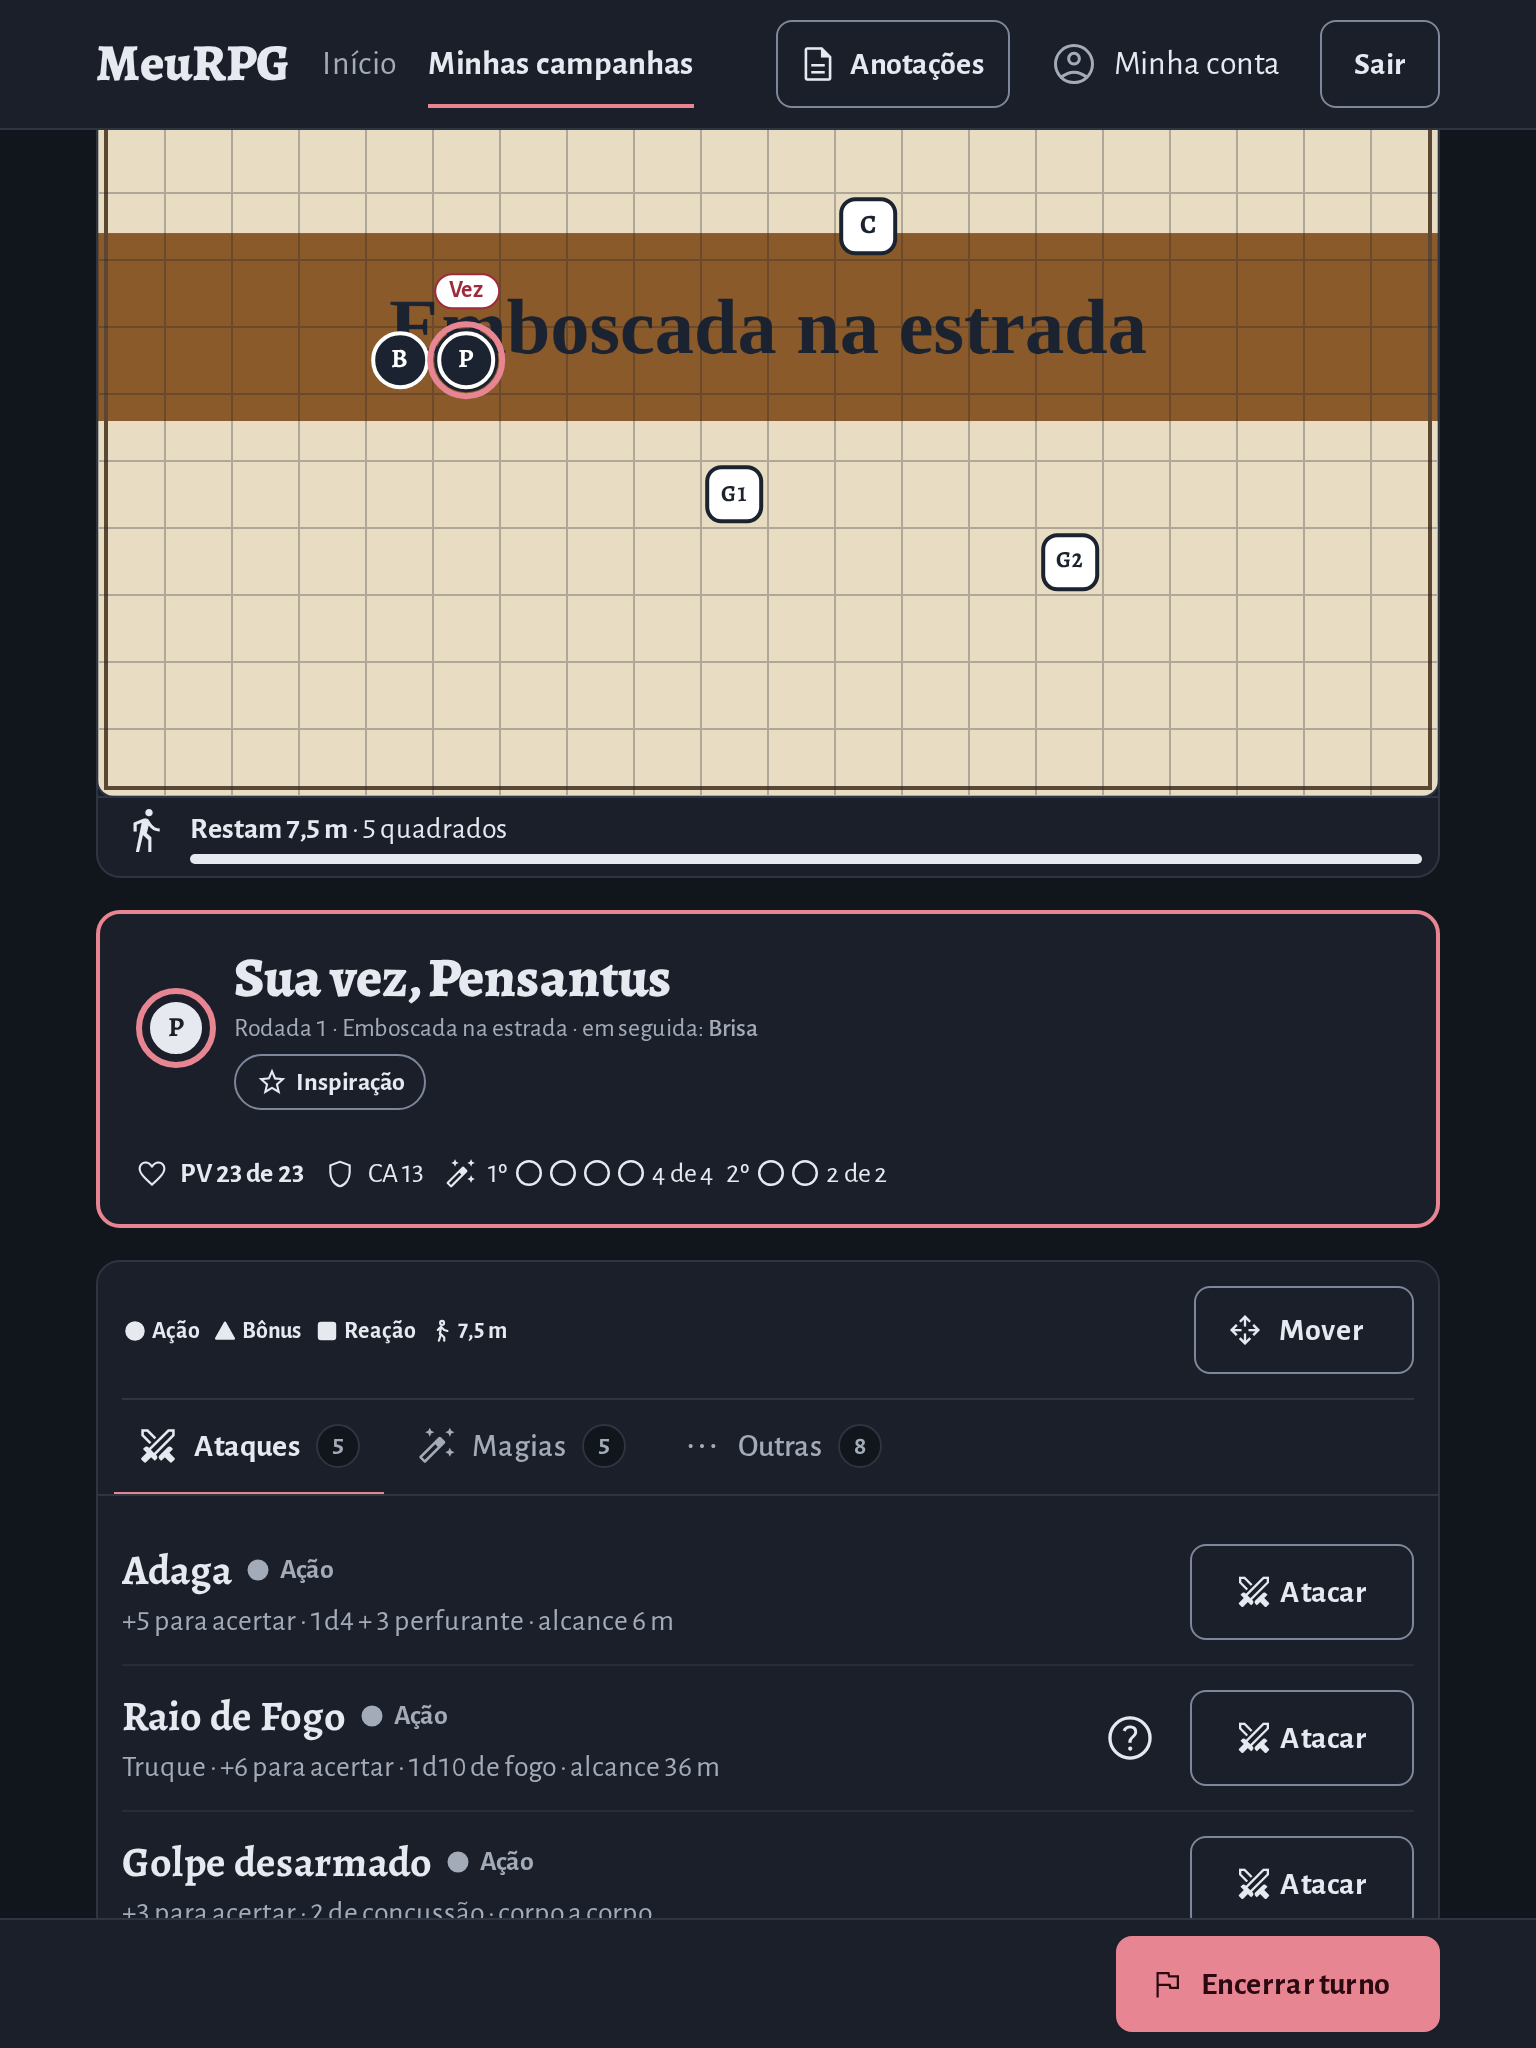 MeuRPG Início Minhas campanhas Anotações Minha conta Sair
C
Vez
Emboscada na estrada
B P
G1
G2
Restam 7,5 m · 5 quadrados
Sua vez, Pensantus
P
Rodada 1 · Emboscada na estrada · em seguida: Brisa
Inspiração
PV 23 de 23 CA 13 1º 4 de 4 2º 2 de 2
Ação Bônus Reação 7,5 m Mover
Ataques 5 Magias 5 Outras 8
Adaga Ação
+5 para acertar · 1d4 + 3 perfurante · alcance 6 m
Atacar
Raio de Fogo Ação
Truque · +6 para acertar · 1d10 de fogo · alcance 36 m
? Atacar
Golpe desarmado Ação
+3 para acertar · 2 de concussão · corpo a corpo
Atacar
Encerrar turno